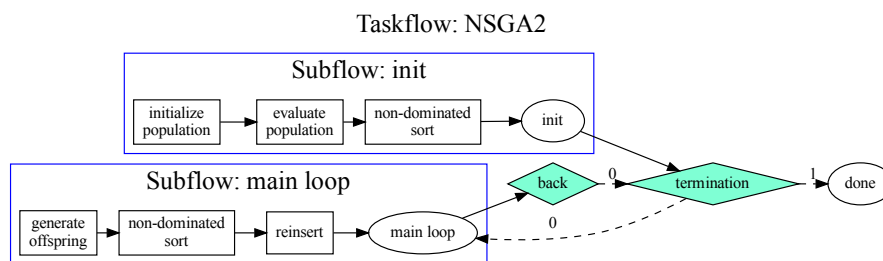 Taskflow: NSGA2
Subflow: init
initialize
population
evaluate
population
non-dominated
sort
init
Subflow: main loop
generate
offspring
non-dominated
sort
reinsert
main loop
back
0
termination
1
done
0